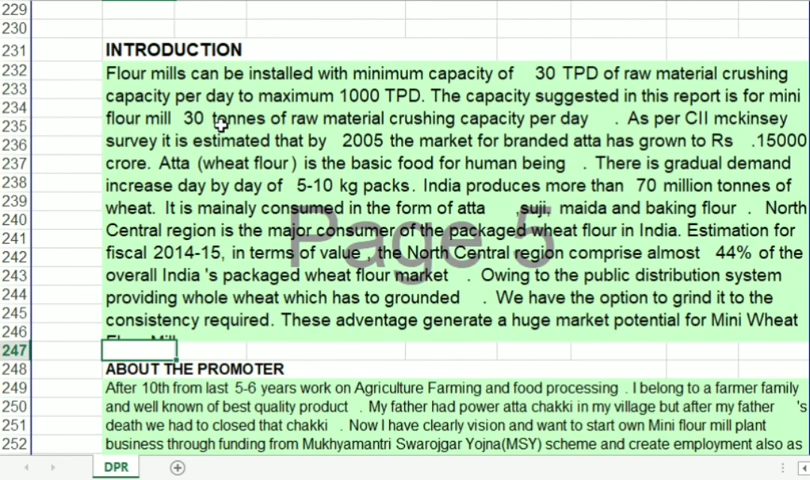 229
230
231 INTRODUCTION
232 Flour mills can be installed with minimum capacity of 30 TPD of raw material crushing
233 capacity per day to maximum 1000 TPD. The capacity suggested in this report is for mini
234 flour mill 30 tonnes of raw material crushing capacity per day . As per CII mckinsey
235
236 survey it is estimated that by 2005 the market for branded atta has grown to Rs .15000
237 crore. Atta (wheat flour) is the basic food for human being . There is gradual demand
238 increase day by day of 5-10 kg packs. India produces more than 70 million tonnes of
239 wheat. It is mainaly consumed in the form of atta ,suji, maida and baking flour . North
240 Central region is the major consumer of the packaged wheat flour in India. Estimation for
241
242 fiscal 2014-15, in terms of value , the North Central region comprise almost 44% of the
243 overall India 's packaged wheat flour market . Owing to the public distribution system
244 providing whole wheat which has to grounded . We have the option to grind it to the
245 consistency required. These advantage generate a huge market potential for Mini Wheat
246 Flour Mill
Page 5
247
248 ABOUT THE PROMOTER
249 After 10th from last 5-6 years work on Agriculture Farming and food processing . I belong to a farmer family
250 and well known of best quality product . My father had power atta chakki in my village but after my father 's
251 death we had to closed that chakki . Now I have clearly vision and want to start own Mini flour mill plant
252 business through funding from Mukhyamantri Swarojgar Yojna(MSY) scheme and create employment also as
DPR